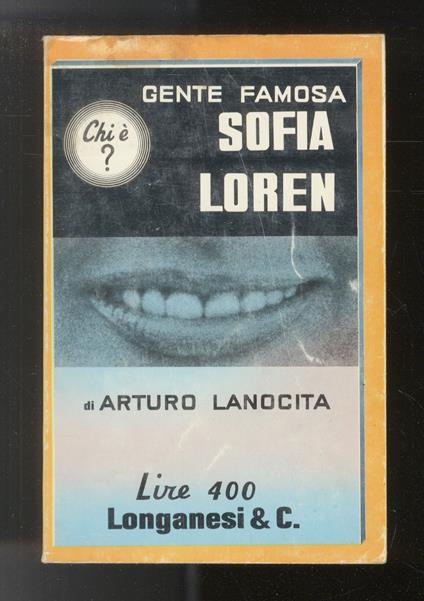 GENTE FAMOSA
Chi è
?
SOFIA
LOREN
di ARTURO LANOCITA
Lire 400
Longanesi & C.